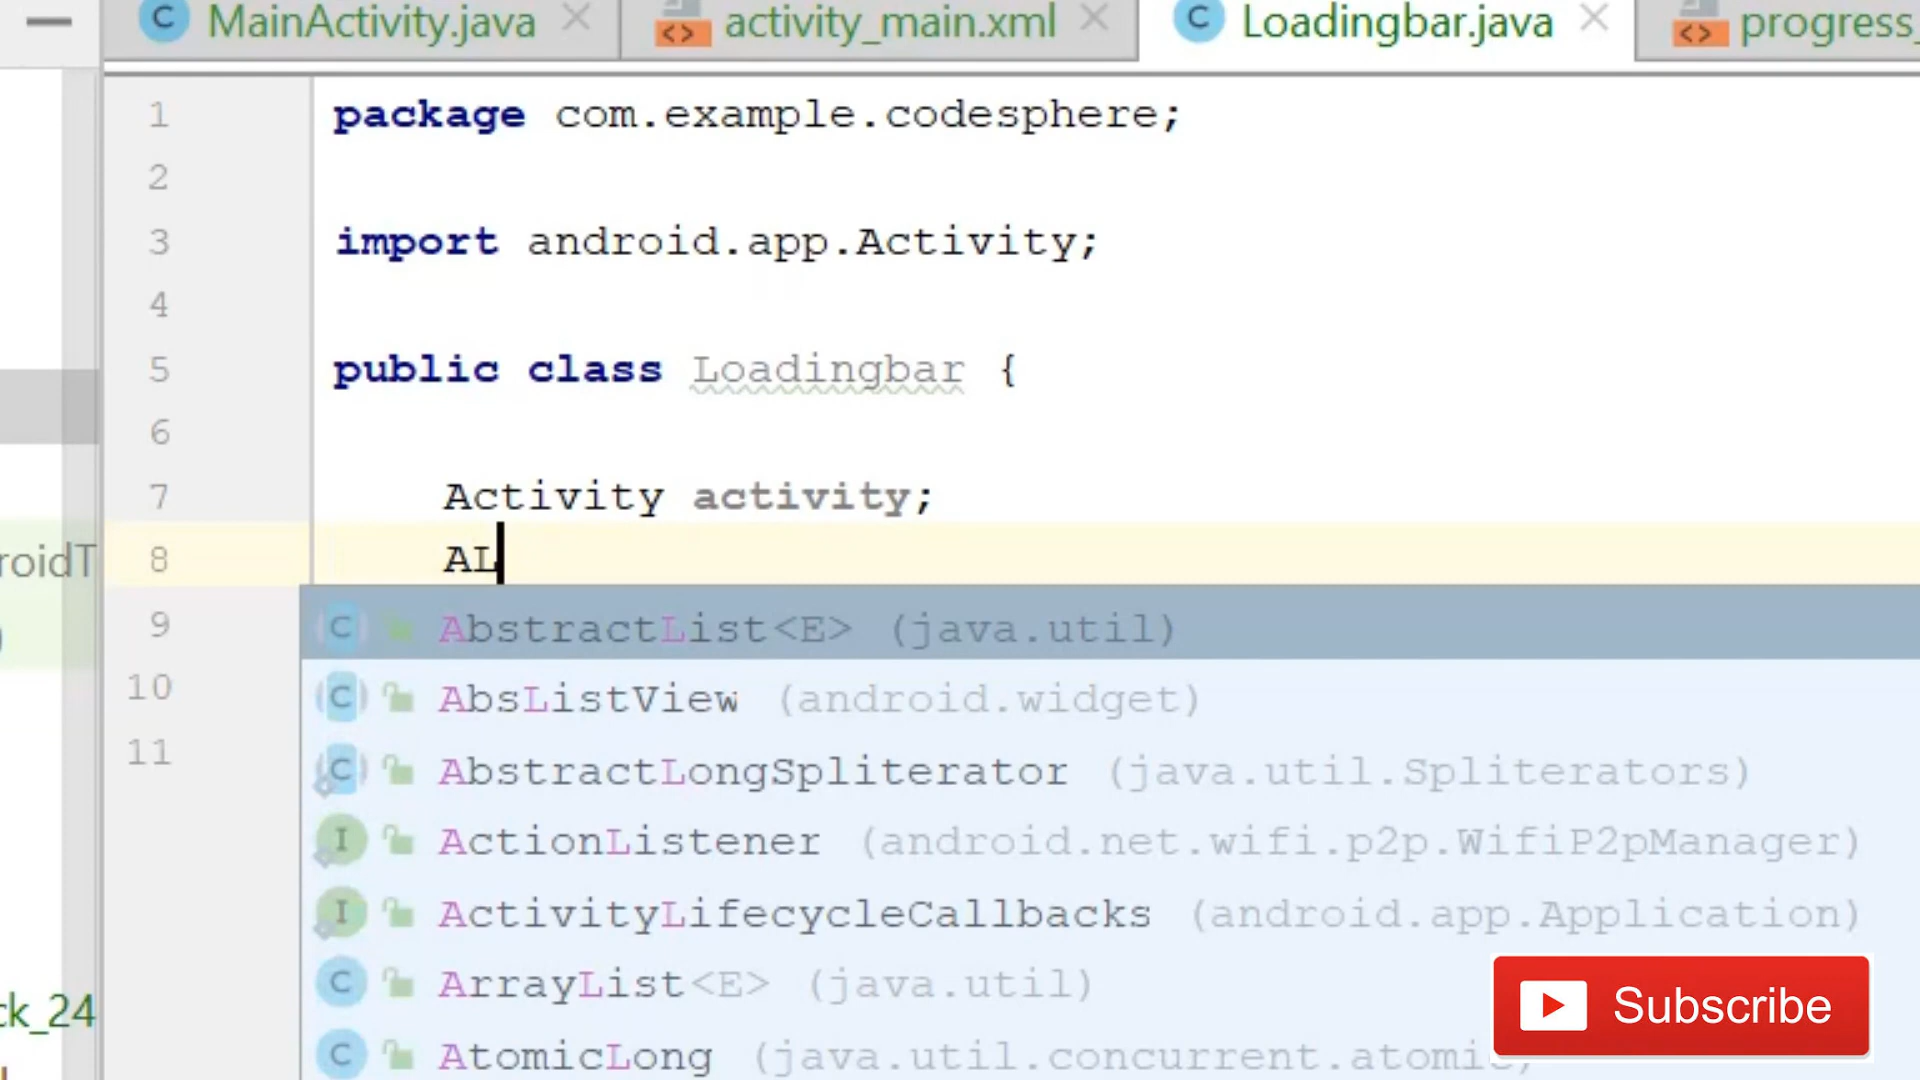 MainActivity.java activity_main.xml Loadingbar.java progress_
1 package com.example.codesphere;
2
3 import android.app.Activity;
4
5 public class Loadingbar {
6
7 Activity activity;
roidT 8 AL
9 AbstractList<E> (java.util)
10 AbsListView (android.widget)
11 AbstractLongSpliterator (java.util.Spliterators)
ActionListener (android.net.wifi.p2p.WifiP2pManager)
ActivityLifecycleCallbacks (android.app.Application)
ck_24 ArrayList<E> (java.util)
AtomicLong (java.util.concurrent.atomic)
Subscribe